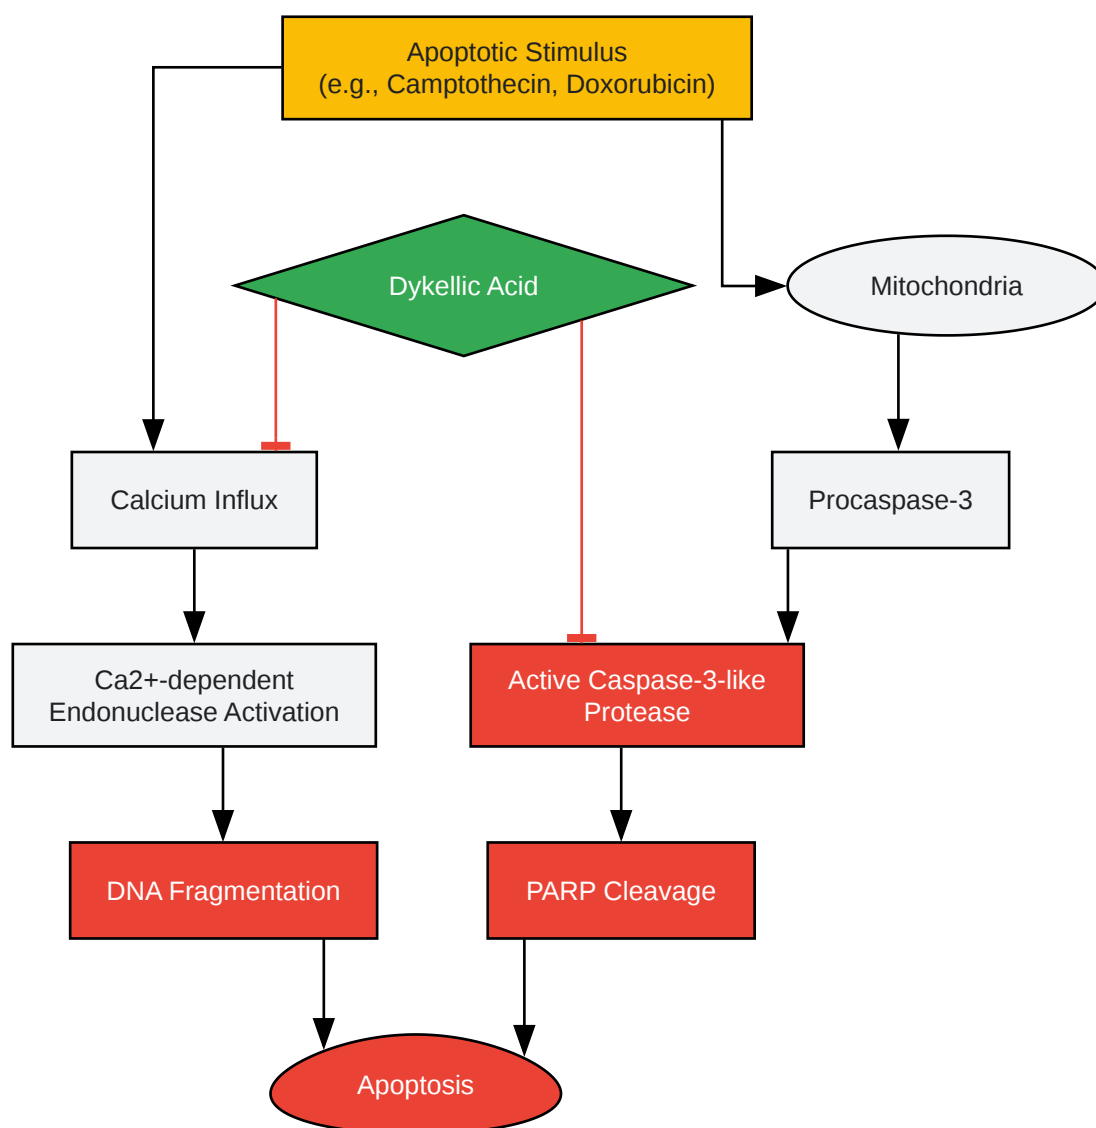 Apoptotic Stimulus
(e.g., Camptothecin, Doxorubicin)
Dykellic Acid
Mitochondria
Calcium Influx
Procaspase-3
Ca2+-dependent
Endonuclease Activation
Active Caspase-3-like
Protease
DNA Fragmentation
PARP Cleavage
Apoptosis